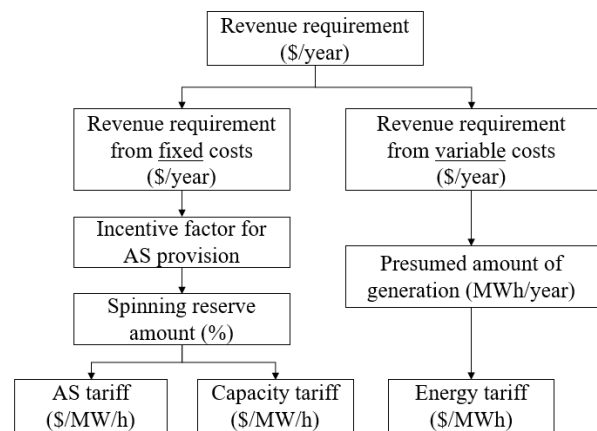 Revenue requirement
($/year)
Revenue requirement
from fixed costs
($/year)
Revenue requirement
from variable costs
($/year)
Incentive factor for
AS provision
Presumed amount of
generation (MWh/year)
Spinning reserve
amount (%)
AS tariff
($/MW/h)
Capacity tariff
($/MW/h)
Energy tariff
($/MWh)